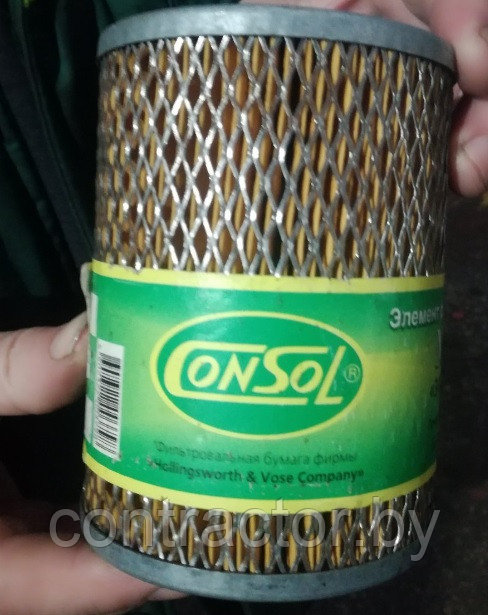 Элемент
CONSOL®
"Фильтровальная бумага фирмы
«Hollingsworth & Vose Company»
contractor.by